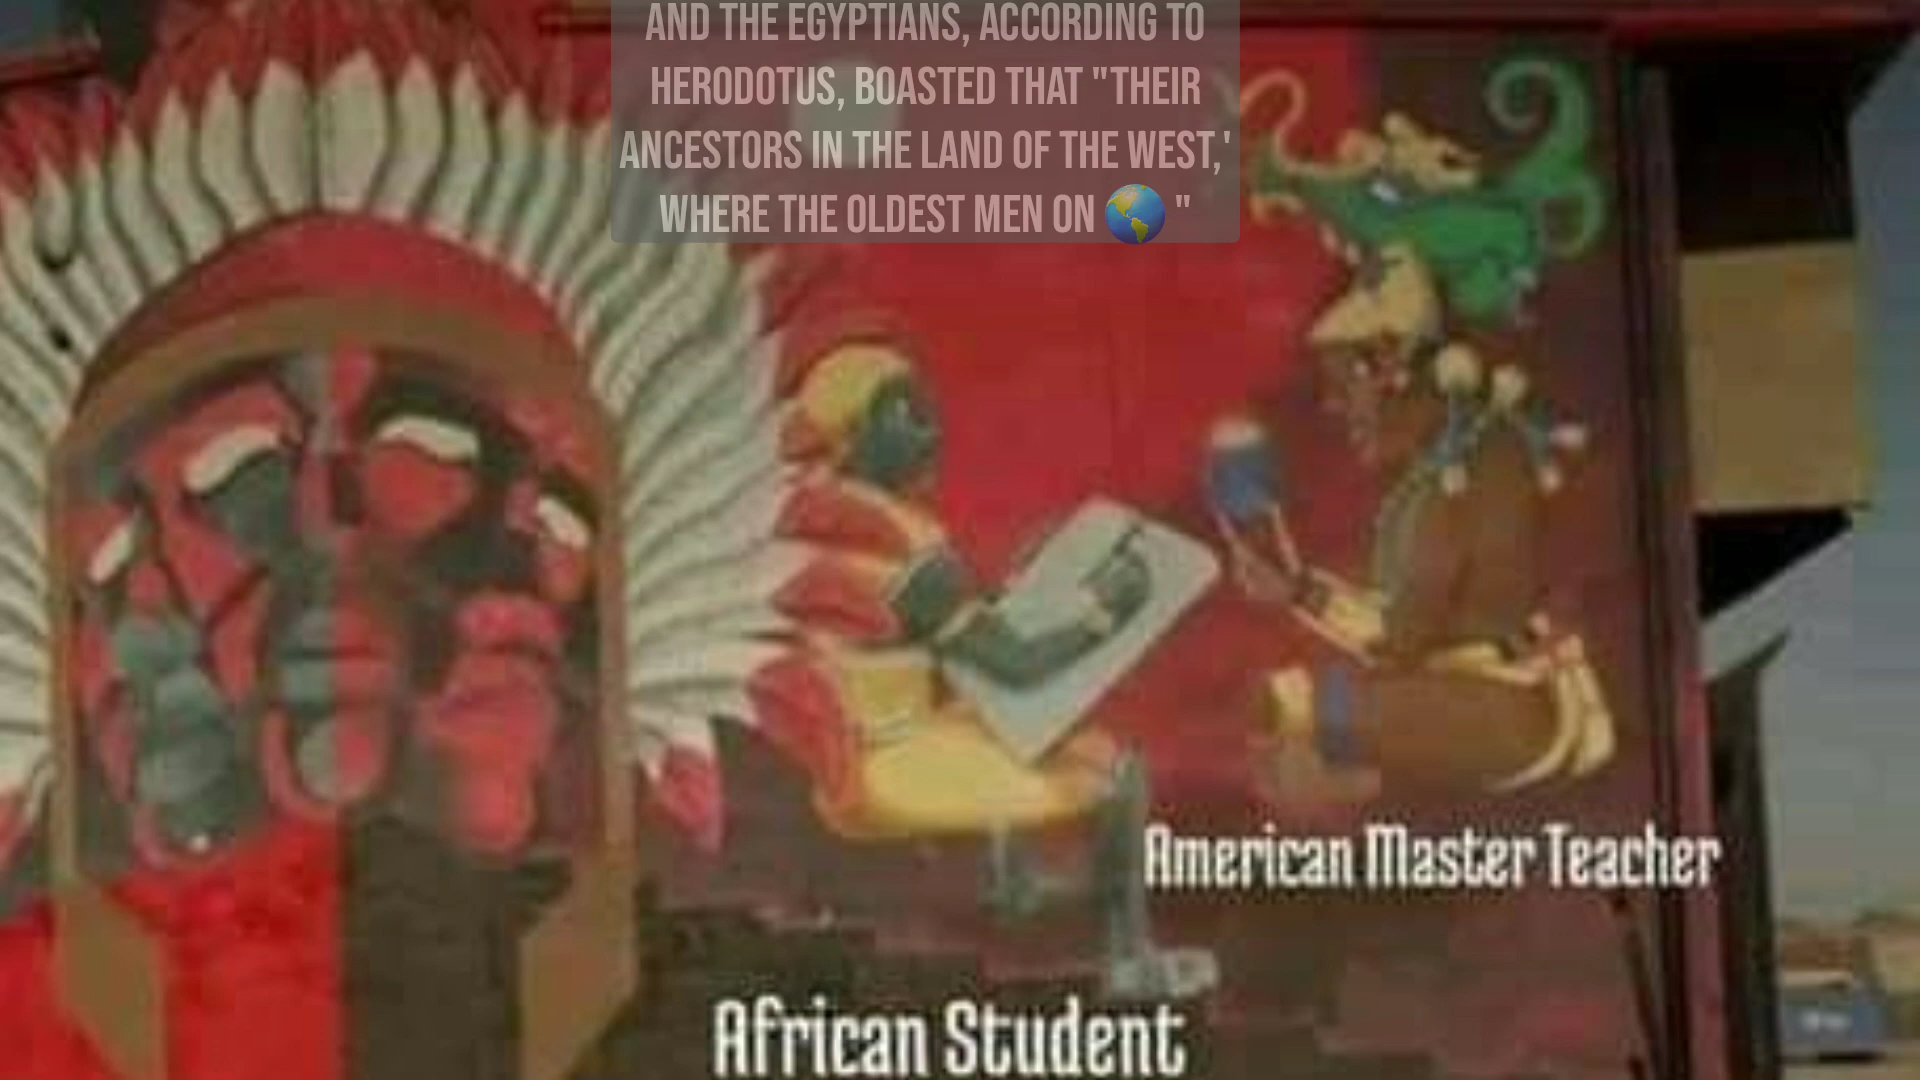 AND THE EGYPTIANS, ACCORDING TO
HERODOTUS, BOASTED THAT "THEIR
ANCESTORS IN THE LAND OF THE WEST,'
WHERE THE OLDEST MEN ON 🌎 "
American Master Teacher
African Student